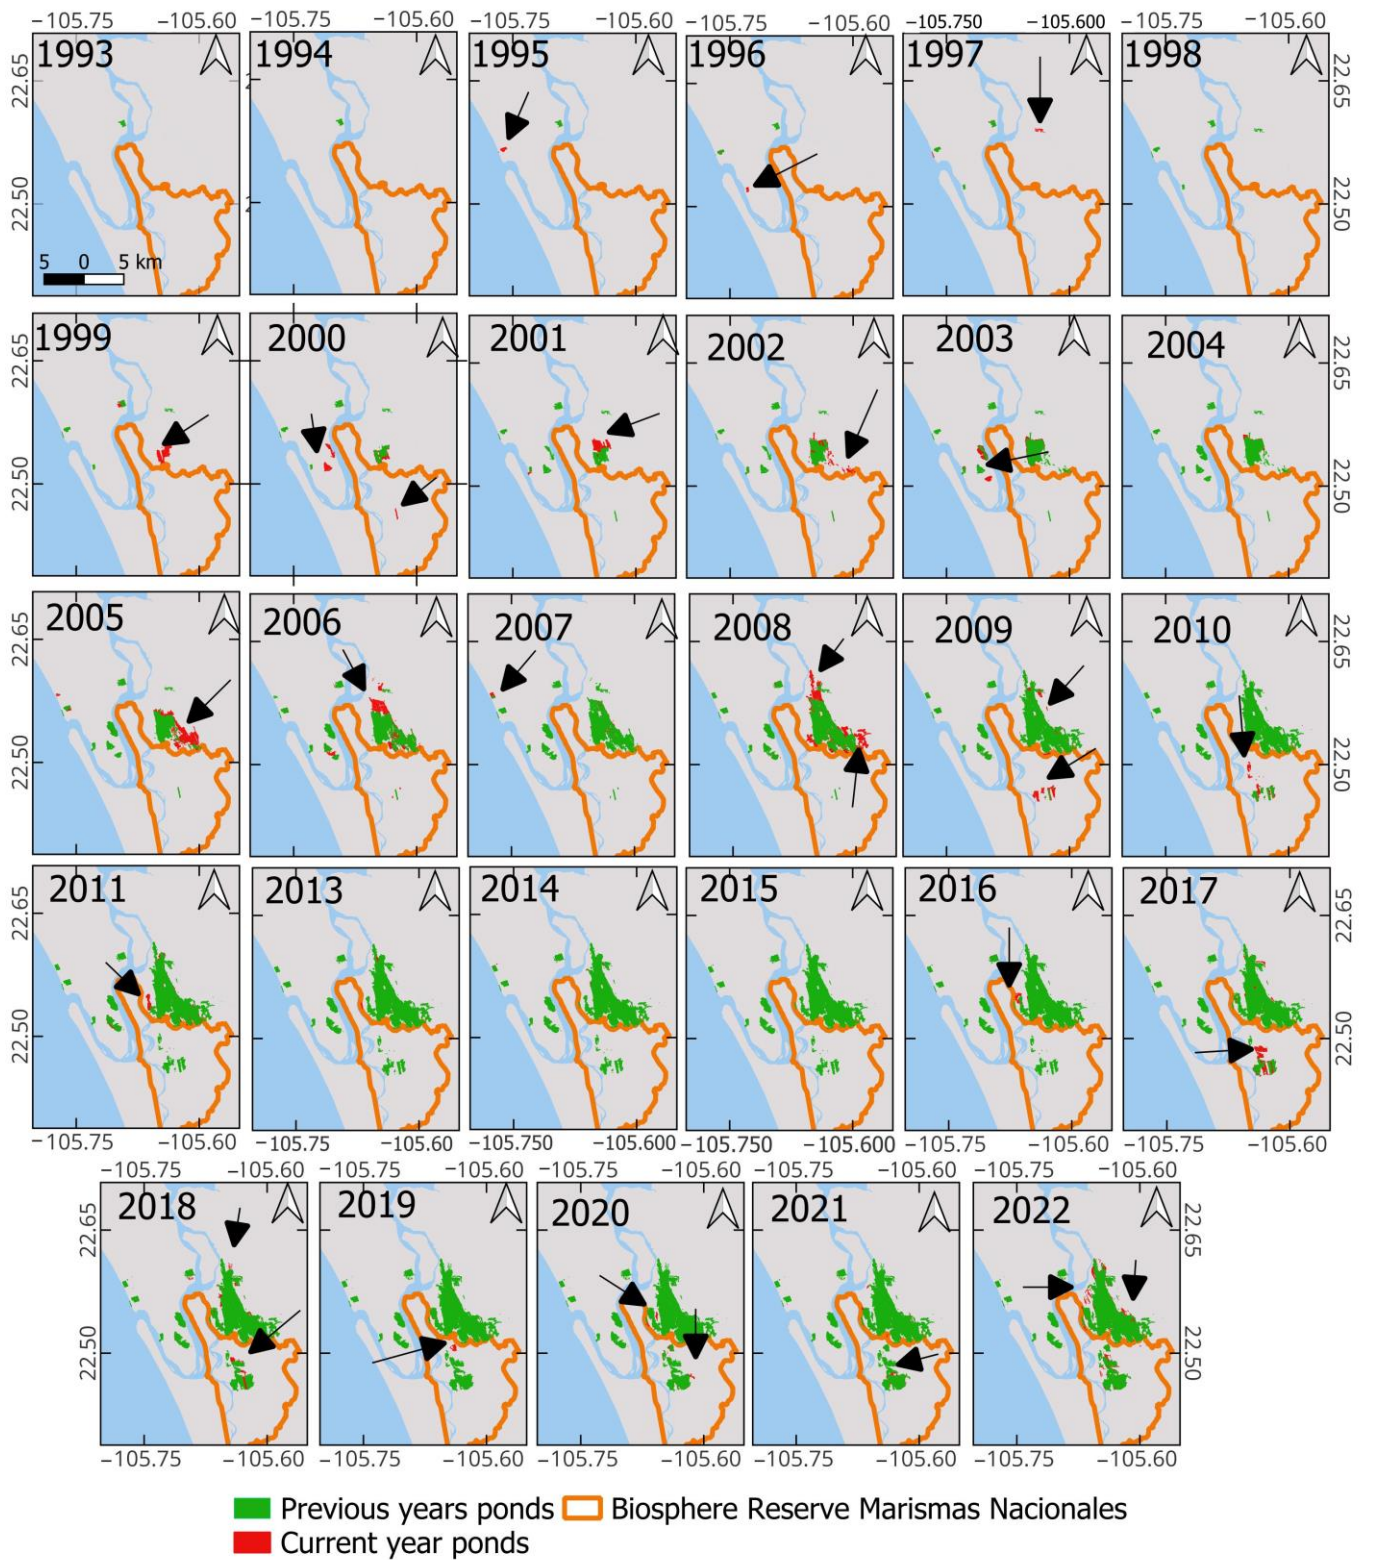 −105.75 −105.60 −105.75 −105.60 −105.75 −105.60 −105.75 −105.60 −105.750 −105.600 −105.75 −105.60
1993 1994 1995 1996 1997 1998
22.65 22.65
22.50 22.50
5 0 5 km
1999 2000 2001 2002 2003 2004
22.65 22.65
22.50 22.50
2005 2006 2007 2008 2009 2010
22.65 22.65
22.50 22.50
2011 2013 2014 2015 2016 2017
22.65 22.65
22.50 22.50
−105.75 −105.60 −105.75 −105.60 −105.750 −105.600 −105.750 −105.600 −105.75 −105.60 −105.75 −105.60
−105.75 −105.60 −105.75 −105.60 −105.75 −105.60 −105.75 −105.60 −105.75 −105.60
2018 2019 2020 2021 2022
22.65 22.65
22.50 22.50
−105.75 −105.60 −105.75 −105.60 −105.75 −105.60 −105.75 −105.60 −105.75 −105.60
Previous years ponds Biosphere Reserve Marismas Nacionales
Current year ponds